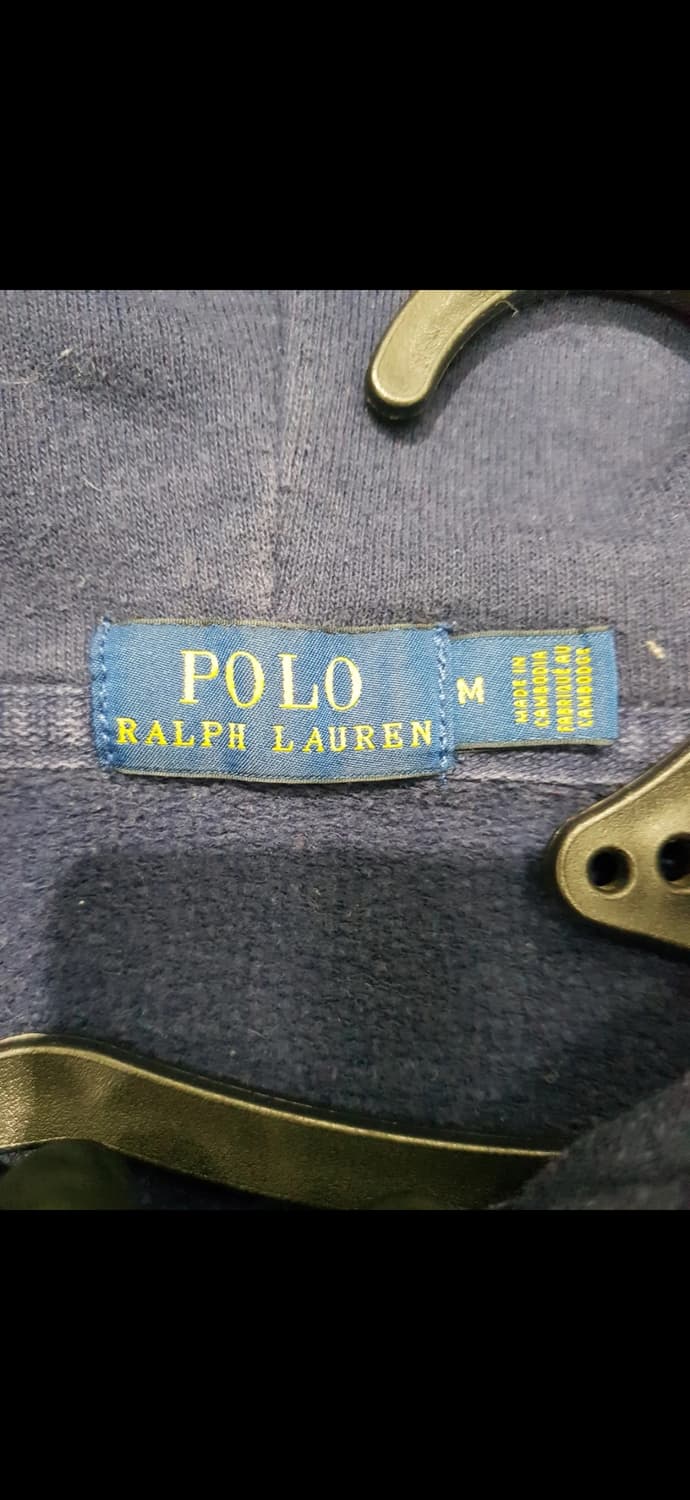 POLO
RALPH LAUREN
M
MADE IN
CAMBODIA
FABRIQUÉ AU
CAMBODGE